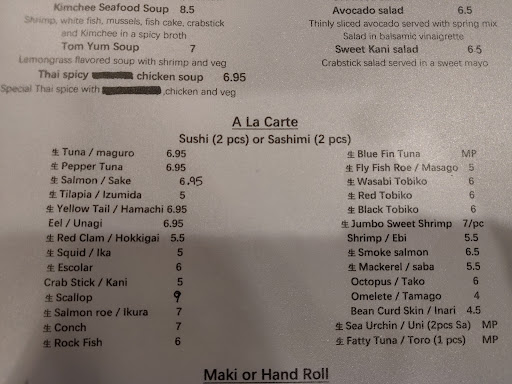 Kimchee Seafood Soup 8.5
Shrimp, white fish, mussels, fish cake, crabstick
and Kimchee in a spicy broth
Tom Yum Soup 7
Lemongrass flavored soup with shrimp and veg
Thai spicy chicken soup 6.95
Special Thai spice with ,chicken and veg
Avocado salad 6.5
Thinly sliced avocado served with spring mix
Salad in balsamic vinaigrette
Sweet Kani salad 6.5
Crabstick salad served in a sweet mayo
A La Carte
Sushi (2 pcs) or Sashimi (2 pcs)
生 Tuna / maguro 6.95
生 Pepper Tuna 6.95
生 Salmon / Sake 6.95
生 Tilapia / Izumida 5
生 Yellow Tail / Hamachi 6.95
Eel / Unagi 6.95
生 Red Clam / Hokkigai 5.5
生 Squid / Ika 5
生 Escolar 6
Crab Stick / Kani 5
生 Scallop 9
生 Salmon roe / Ikura 7
生 Conch 7
生 Rock Fish 6
生 Blue Fin Tuna MP
生 Fly Fish Roe / Masago 5
生 Wasabi Tobiko 6
生 Red Tobiko 6
生 Black Tobiko 6
生 Jumbo Sweet Shrimp 7/pc
Shrimp / Ebi 5.5
生 Smoke salmon 6.5
生 Mackerel / saba 5.5
Octopus / Tako 6
Omelete / Tamago 4
Bean Curd Skin / Inari 4.5
生 Sea Urchin / Uni (2pcs Sa) MP
生 Fatty Tuna / Toro (1 pcs) MP
Maki or Hand Roll